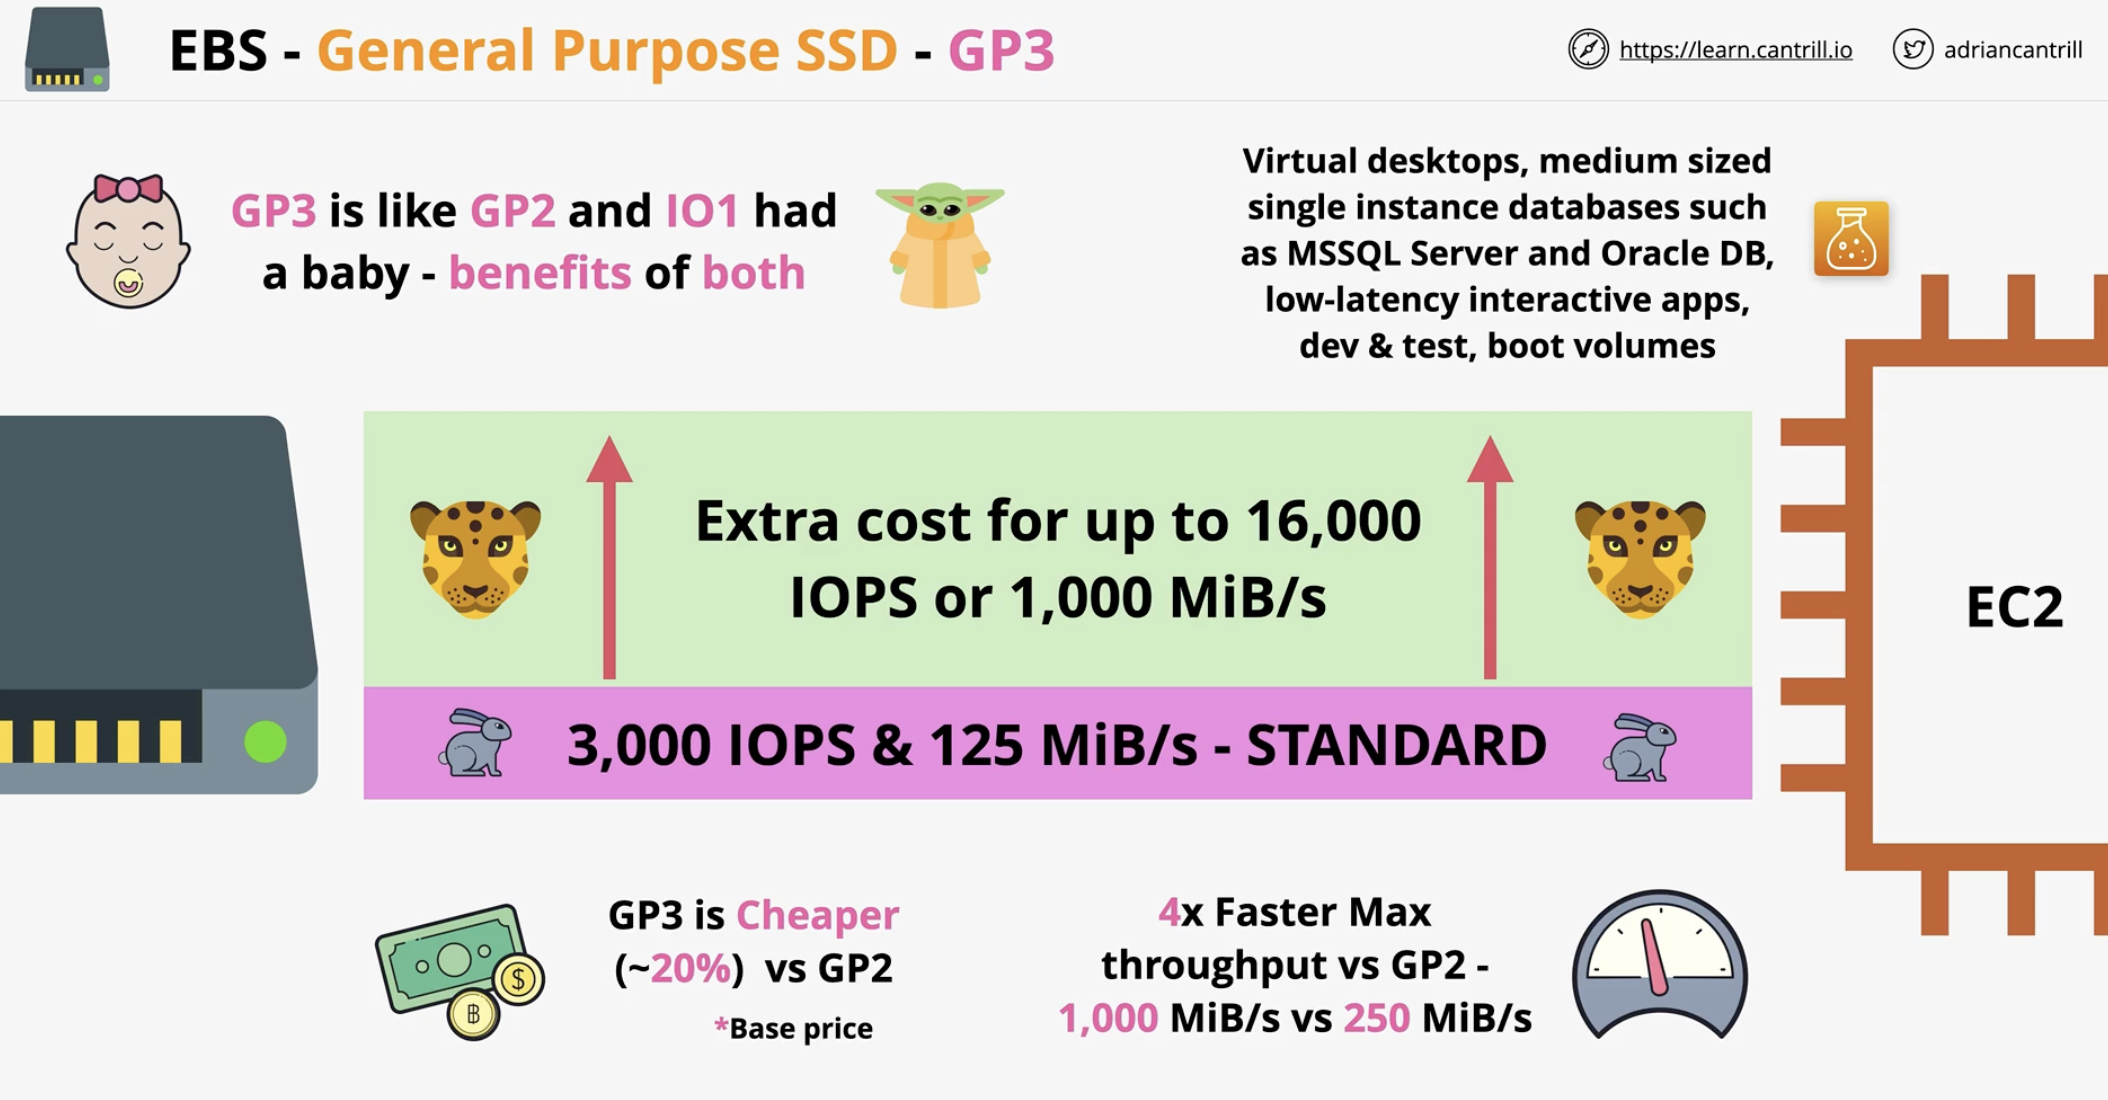 EBS - General Purpose SSD - GP3
https://learn.cantrill.io
adriancantrill
GP3 is like GP2 and IO1 had
a baby - benefits of both
Virtual desktops, medium sized
single instance databases such
as MSSQL Server and Oracle DB,
low-latency interactive apps,
dev & test, boot volumes
Extra cost for up to 16,000
IOPS or 1,000 MiB/s
3,000 IOPS & 125 MiB/s - STANDARD
EC2
GP3 is Cheaper
(~20%) vs GP2
*Base price
4x Faster Max
throughput vs GP2 -
1,000 MiB/s vs 250 MiB/s